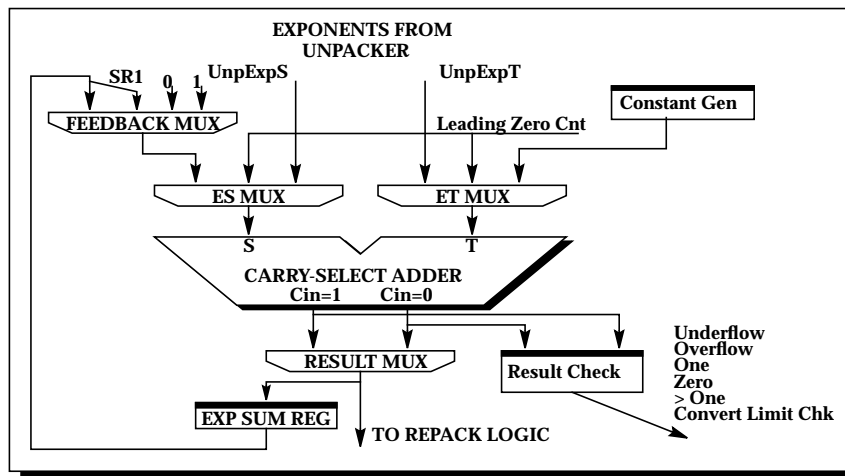 EXPONENTS FROM
UNPACKER
SR1 0 1 UnpExpS UnpExpT
Constant Gen
FEEDBACK MUX
Leading Zero Cnt
ES MUX ET MUX
S T
CARRY-SELECT ADDER
Cin=1 Cin=0
Underflow
Overflow
One
Zero
> One
Convert Limit Chk
RESULT MUX
Result Check
EXP SUM REG
TO REPACK LOGIC